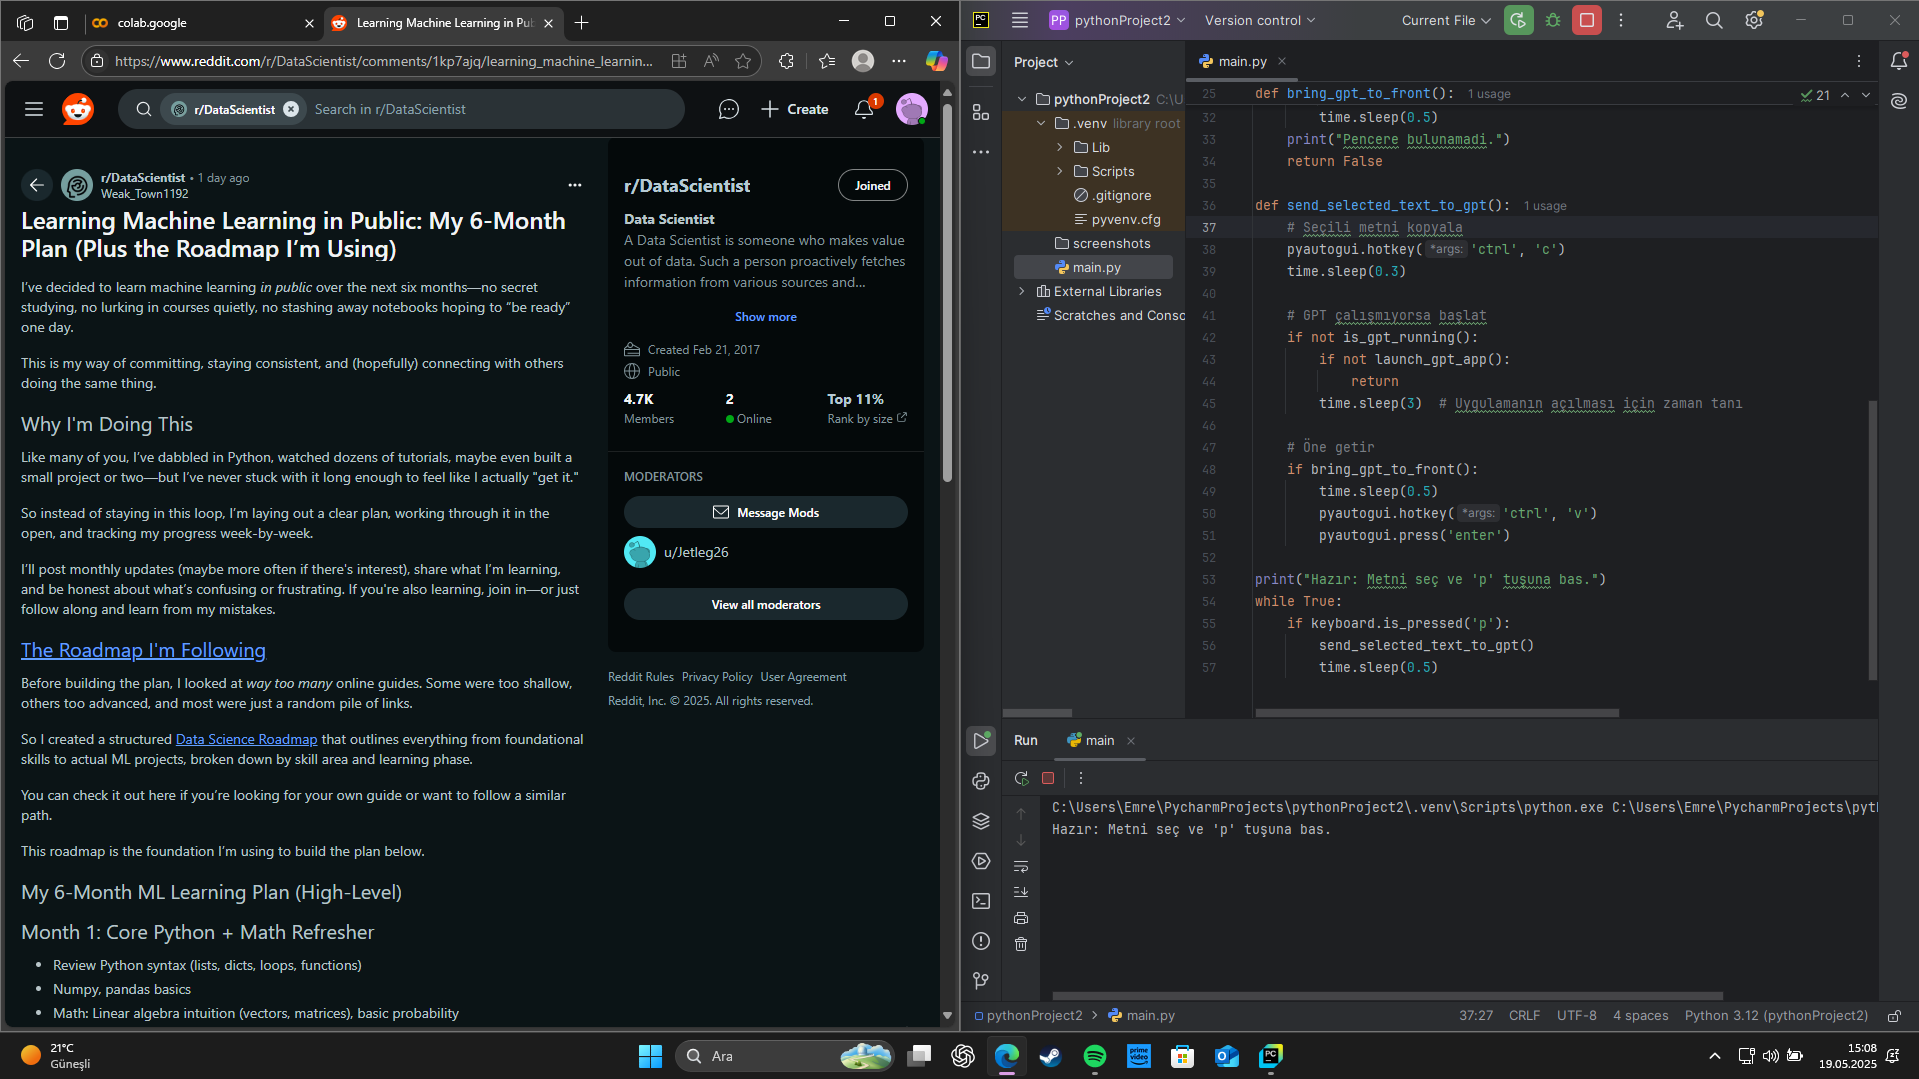 colab.google
Learning Machine Learning in Pub
https://www.reddit.com/r/DataScientist/comments/1kp7ajq/learning_machine_learnin...
r/DataScientist
Search in r/DataScientist
Create
1
r/DataScientist • 1 day ago
Weak_Town1192
Learning Machine Learning in Public: My 6-Month
Plan (Plus the Roadmap I’m Using)
I’ve decided to learn machine learning in public over the next six months—no secret
studying, no lurking in courses quietly, no stashing away notebooks hoping to “be ready”
one day.
This is my way of committing, staying consistent, and (hopefully) connecting with others
doing the same thing.
Why I'm Doing This
Like many of you, I’ve dabbled in Python, watched dozens of tutorials, maybe even built a
small project or two—but I’ve never stuck with it long enough to feel like I actually "get it."
So instead of staying in this loop, I’m laying out a clear plan, working through it in the
open, and tracking my progress week-by-week.
I’ll post monthly updates (maybe more often if there's interest), share what I’m learning,
and be honest about what’s confusing or frustrating. If you're also learning, join in—or just
follow along and learn from my mistakes.
The Roadmap I'm Following
Before building the plan, I looked at way too many online guides. Some were too shallow,
others too advanced, and most were just a random pile of links.
So I created a structured Data Science Roadmap that outlines everything from foundational
skills to actual ML projects, broken down by skill area and learning phase.
You can check it out here if you’re looking for your own guide or want to follow a similar
path.
This roadmap is the foundation I’m using to build the plan below.
My 6-Month ML Learning Plan (High-Level)
Month 1: Core Python + Math Refresher
• Review Python syntax (lists, dicts, loops, functions)
• Numpy, pandas basics
• Math: Linear algebra intuition (vectors, matrices), basic probability
r/DataScientist
Joined
Data Scientist
A Data Scientist is someone who makes value
out of data. Such a person proactively fetches
information from various sources and...
Show more
Created Feb 21, 2017
Public
4.7K 2 Top 11%
Members Online Rank by size
MODERATORS
Message Mods
u/Jetleg26
View all moderators
Reddit Rules Privacy Policy User Agreement
Reddit, Inc. © 2025. All rights reserved.
PC
PP pythonProject2 Version control
Current File
Project
pythonProject2 C:\U
.venv library root
Lib
Scripts
.gitignore
pyvenv.cfg
screenshots
main.py
External Libraries
Scratches and Conso
main.py
21
25 def bring_gpt_to_front(): 1 usage
32 time.sleep(0.5)
33 print("Pencere bulunamadi.")
34 return False
35
36 def send_selected_text_to_gpt(): 1 usage
37 # Seçili metni kopyala
38 pyautogui.hotkey( *args: 'ctrl', 'c')
39 time.sleep(0.3)
40
41 # GPT çalışmıyorsa başlat
42 if not is_gpt_running():
43 if not launch_gpt_app():
44 return
45 time.sleep(3) # Uygulamanın açılması için zaman tanı
46
47 # Öne getir
48 if bring_gpt_to_front():
49 time.sleep(0.5)
50 pyautogui.hotkey( *args: 'ctrl', 'v')
51 pyautogui.press('enter')
52
53 print("Hazır: Metni seç ve 'p' tuşuna bas.")
54 while True:
55 if keyboard.is_pressed('p'):
56 send_selected_text_to_gpt()
57 time.sleep(0.5)
Run
main
C:\Users\Emre\PycharmProjects\pythonProject2\.venv\Scripts\python.exe C:\Users\Emre\PycharmProjects\pyt
Hazır: Metni seç ve 'p' tuşuna bas.
pythonProject2 > main.py
37:27 CRLF UTF-8 4 spaces Python 3.12 (pythonProject2)
21°C
Güneşli
Ara
prime video
PC
15:08
19.05.2025